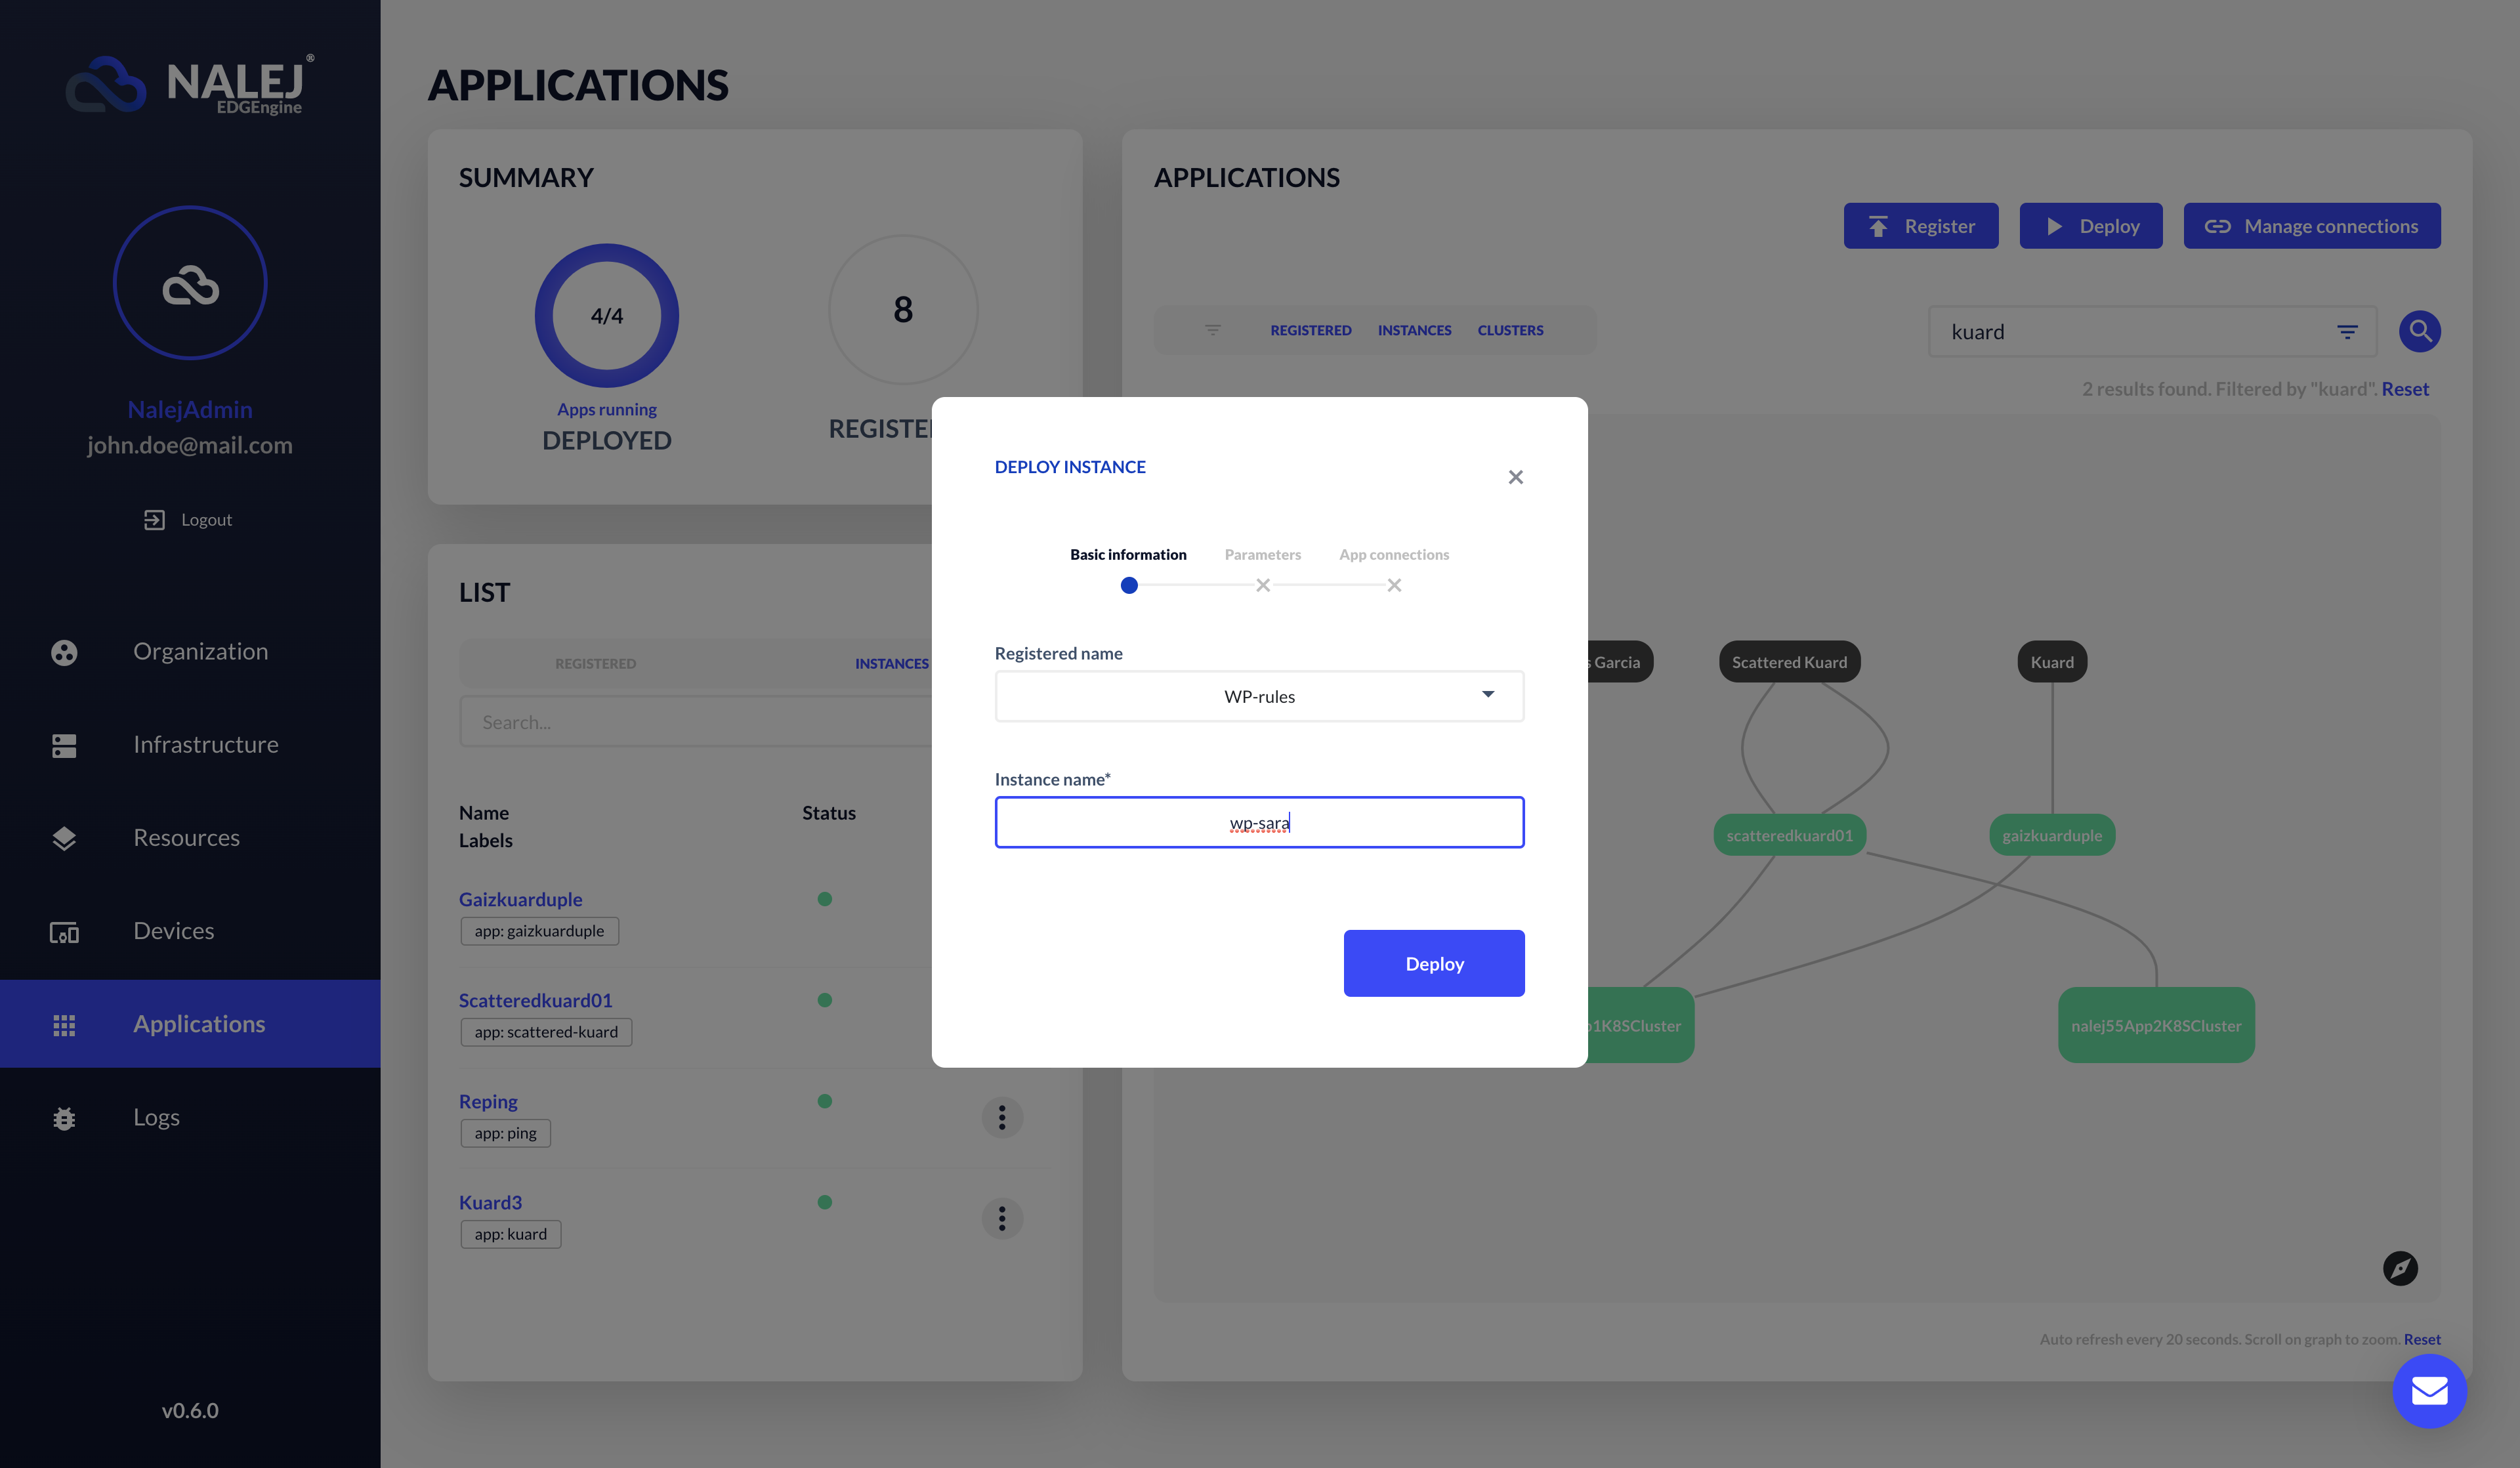 NALEJ®
EDGEngine
NalejAdmin
john.doe@mail.com
Logout
Organization
Infrastructure
Resources
Devices
Applications
Logs
v0.6.0
APPLICATIONS
SUMMARY
4/4
Apps running
DEPLOYED
8
REGISTE
LIST
REGISTERED INSTANCES
Search...
Name Status
Labels
Gaizkuarduple
app: gaizkuarduple
Scatteredkuard01
app: scattered-kuard
Reping
app: ping
Kuard3
app: kuard
APPLICATIONS
Register Deploy Manage connections
REGISTERED INSTANCES CLUSTERS
kuard
2 results found. Filtered by "kuard". Reset
s Garcia Scattered Kuard Kuard
scatteredkuard01 gaizkuarduple
1K8SCluster nalej55App2K8SCluster
Auto refresh every 20 seconds. Scroll on graph to zoom. Reset
DEPLOY INSTANCE
Basic information Parameters App connections
Registered name
WP-rules
Instance name*
wp-sara
Deploy